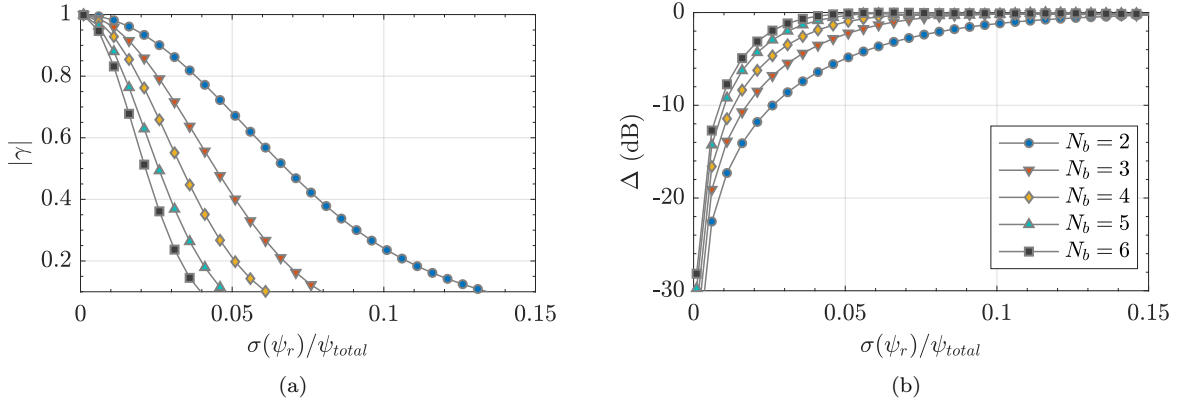 1
0.8
0.6
0.4
0.2
|γ|
0
0.05
0.1
0.15
σ(ψ_r)/ψ_total
(a)
0
-10
-20
-30
Δ (dB)
N_b = 2
N_b = 3
N_b = 4
N_b = 5
N_b = 6
0
0.05
0.1
0.15
σ(ψ_r)/ψ_total
(b)